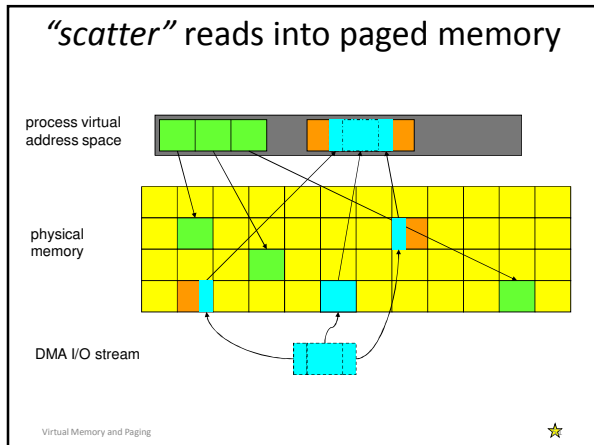 “scatter” reads into paged memory
process virtual
address space
physical
memory
DMA I/O stream
Virtual Memory and Paging